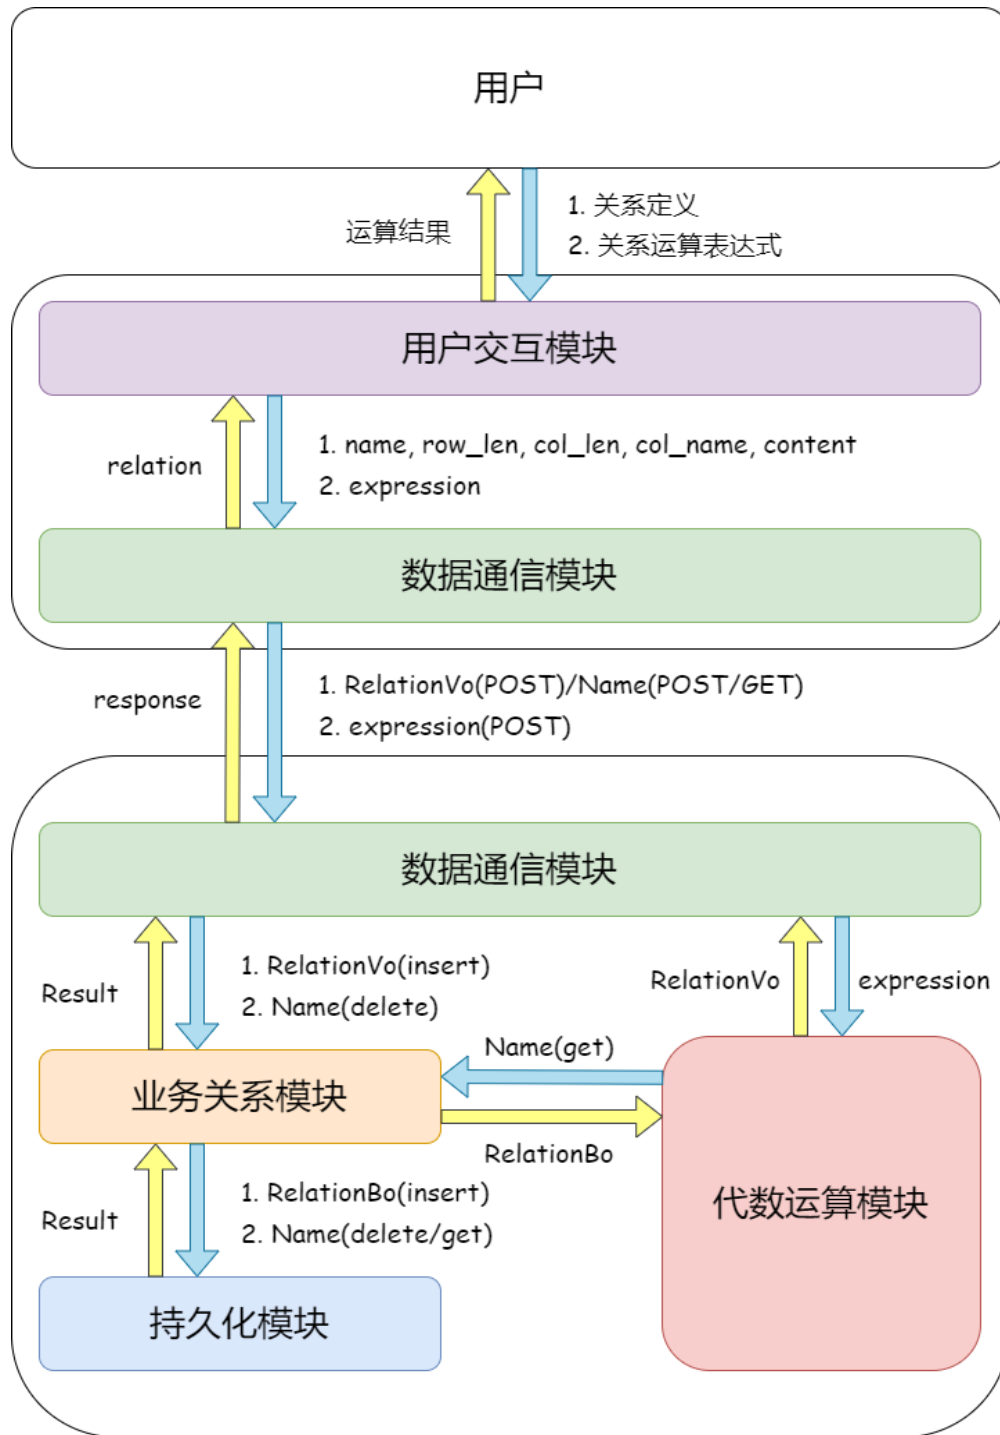 用户
运算结果
1. 关系定义
2. 关系运算表达式
用户交互模块
relation
1. name, row_len, col_len, col_name, content
2. expression
数据通信模块
response
1. RelationVo(POST)/Name(POST/GET)
2. expression(POST)
数据通信模块
Result
1. RelationVo(insert)
2. Name(delete)
RelationVo
expression
Name(get)
业务关系模块
RelationBo
Result
1. RelationBo(insert)
2. Name(delete/get)
代数运算模块
持久化模块